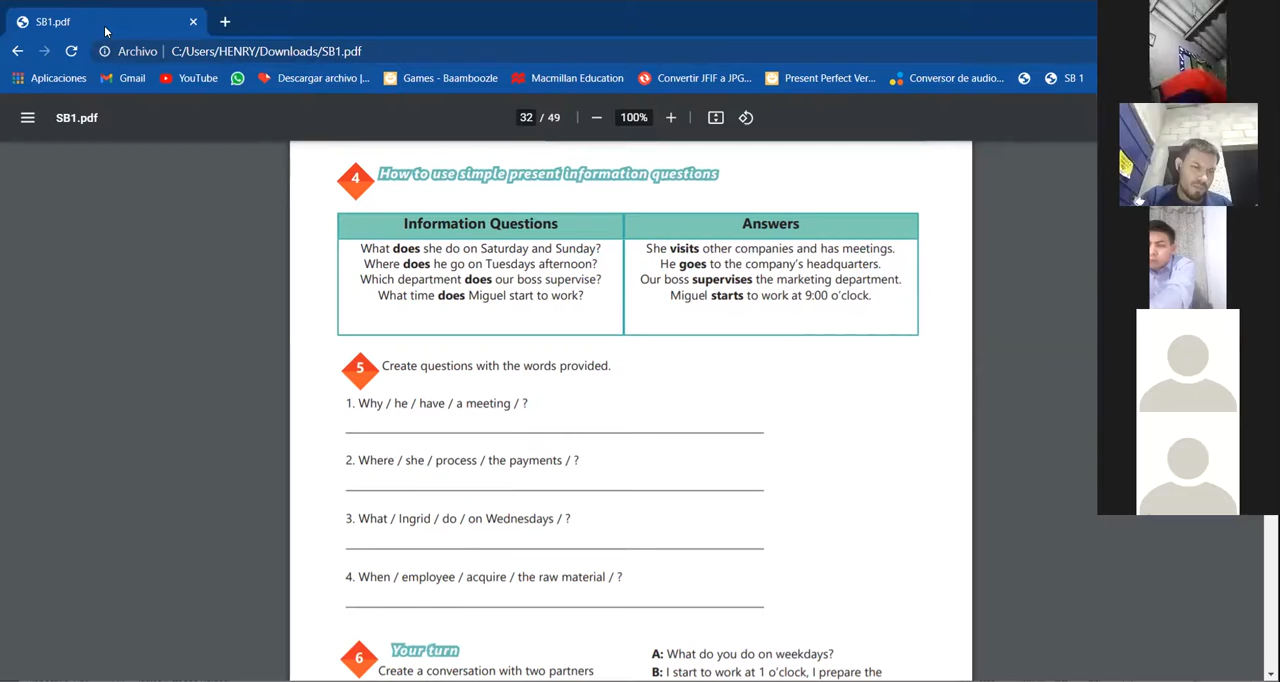 SB1.pdf
Archivo | C:/Users/HENRY/Downloads/SB1.pdf
Aplicaciones Gmail YouTube Descargar archivo |... Games - Baamboozle Macmillan Education Convertir JFIF a JPG... Present Perfect Ver... Conversor de audio... SB 1
SB1.pdf 32 / 49 100%
4 How to use simple present information questions
Information Questions Answers
What does she do on Saturday and Sunday? She visits other companies and has meetings.
Where does he go on Tuesdays afternoon? He goes to the company's headquarters.
Which department does our boss supervise? Our boss supervises the marketing department.
What time does Miguel start to work? Miguel starts to work at 9:00 o'clock.
5 Create questions with the words provided.
1. Why / he / have / a meeting / ?
2. Where / she / process / the payments / ?
3. What / Ingrid / do / on Wednesdays / ?
4. When / employee / acquire / the raw material / ?
6 Your turn
Create a conversation with two partners
A: What do you do on weekdays?
B: I start to work at 1 o'clock, I prepare the